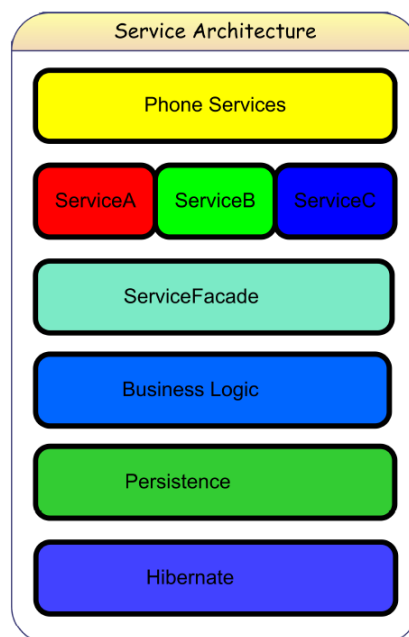 Service Architecture
Phone Services
ServiceA ServiceB ServiceC
ServiceFacade
Business Logic
Persistence
Hibernate